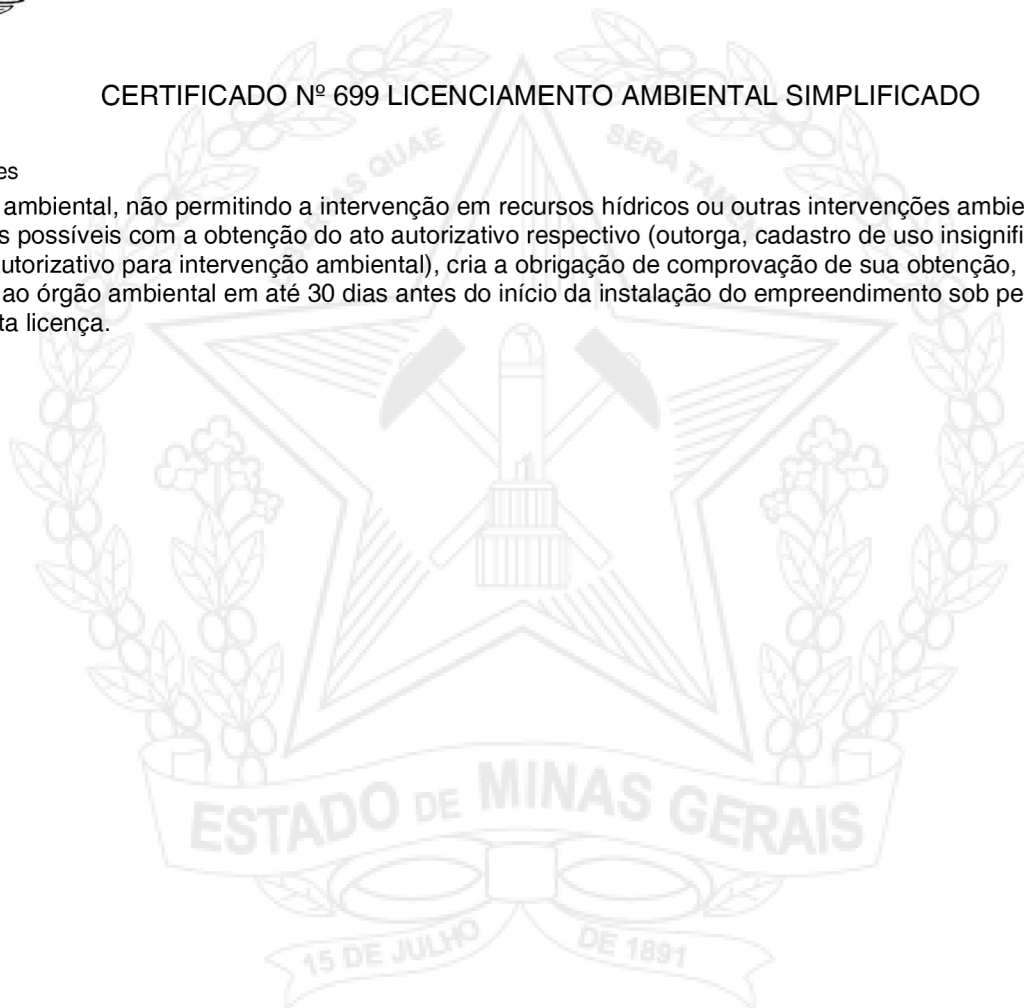 CERTIFICADO Nº 699 LICENCIAMENTO AMBIENTAL SIMPLIFICADO
es
ambiental, não permitindo a intervenção em recursos hídricos ou outras intervenções ambie
s possíveis com a obtenção do ato autorizativo respectivo (outorga, cadastro de uso insignifi
utorizativo para intervenção ambiental), cria a obrigação de comprovação de sua obtenção,
ao órgão ambiental em até 30 dias antes do início da instalação do empreendimento sob pe
ta licença.
QUAE SERA
ESTADO DE MINAS GERAIS
15 DE JULHO DE 1891